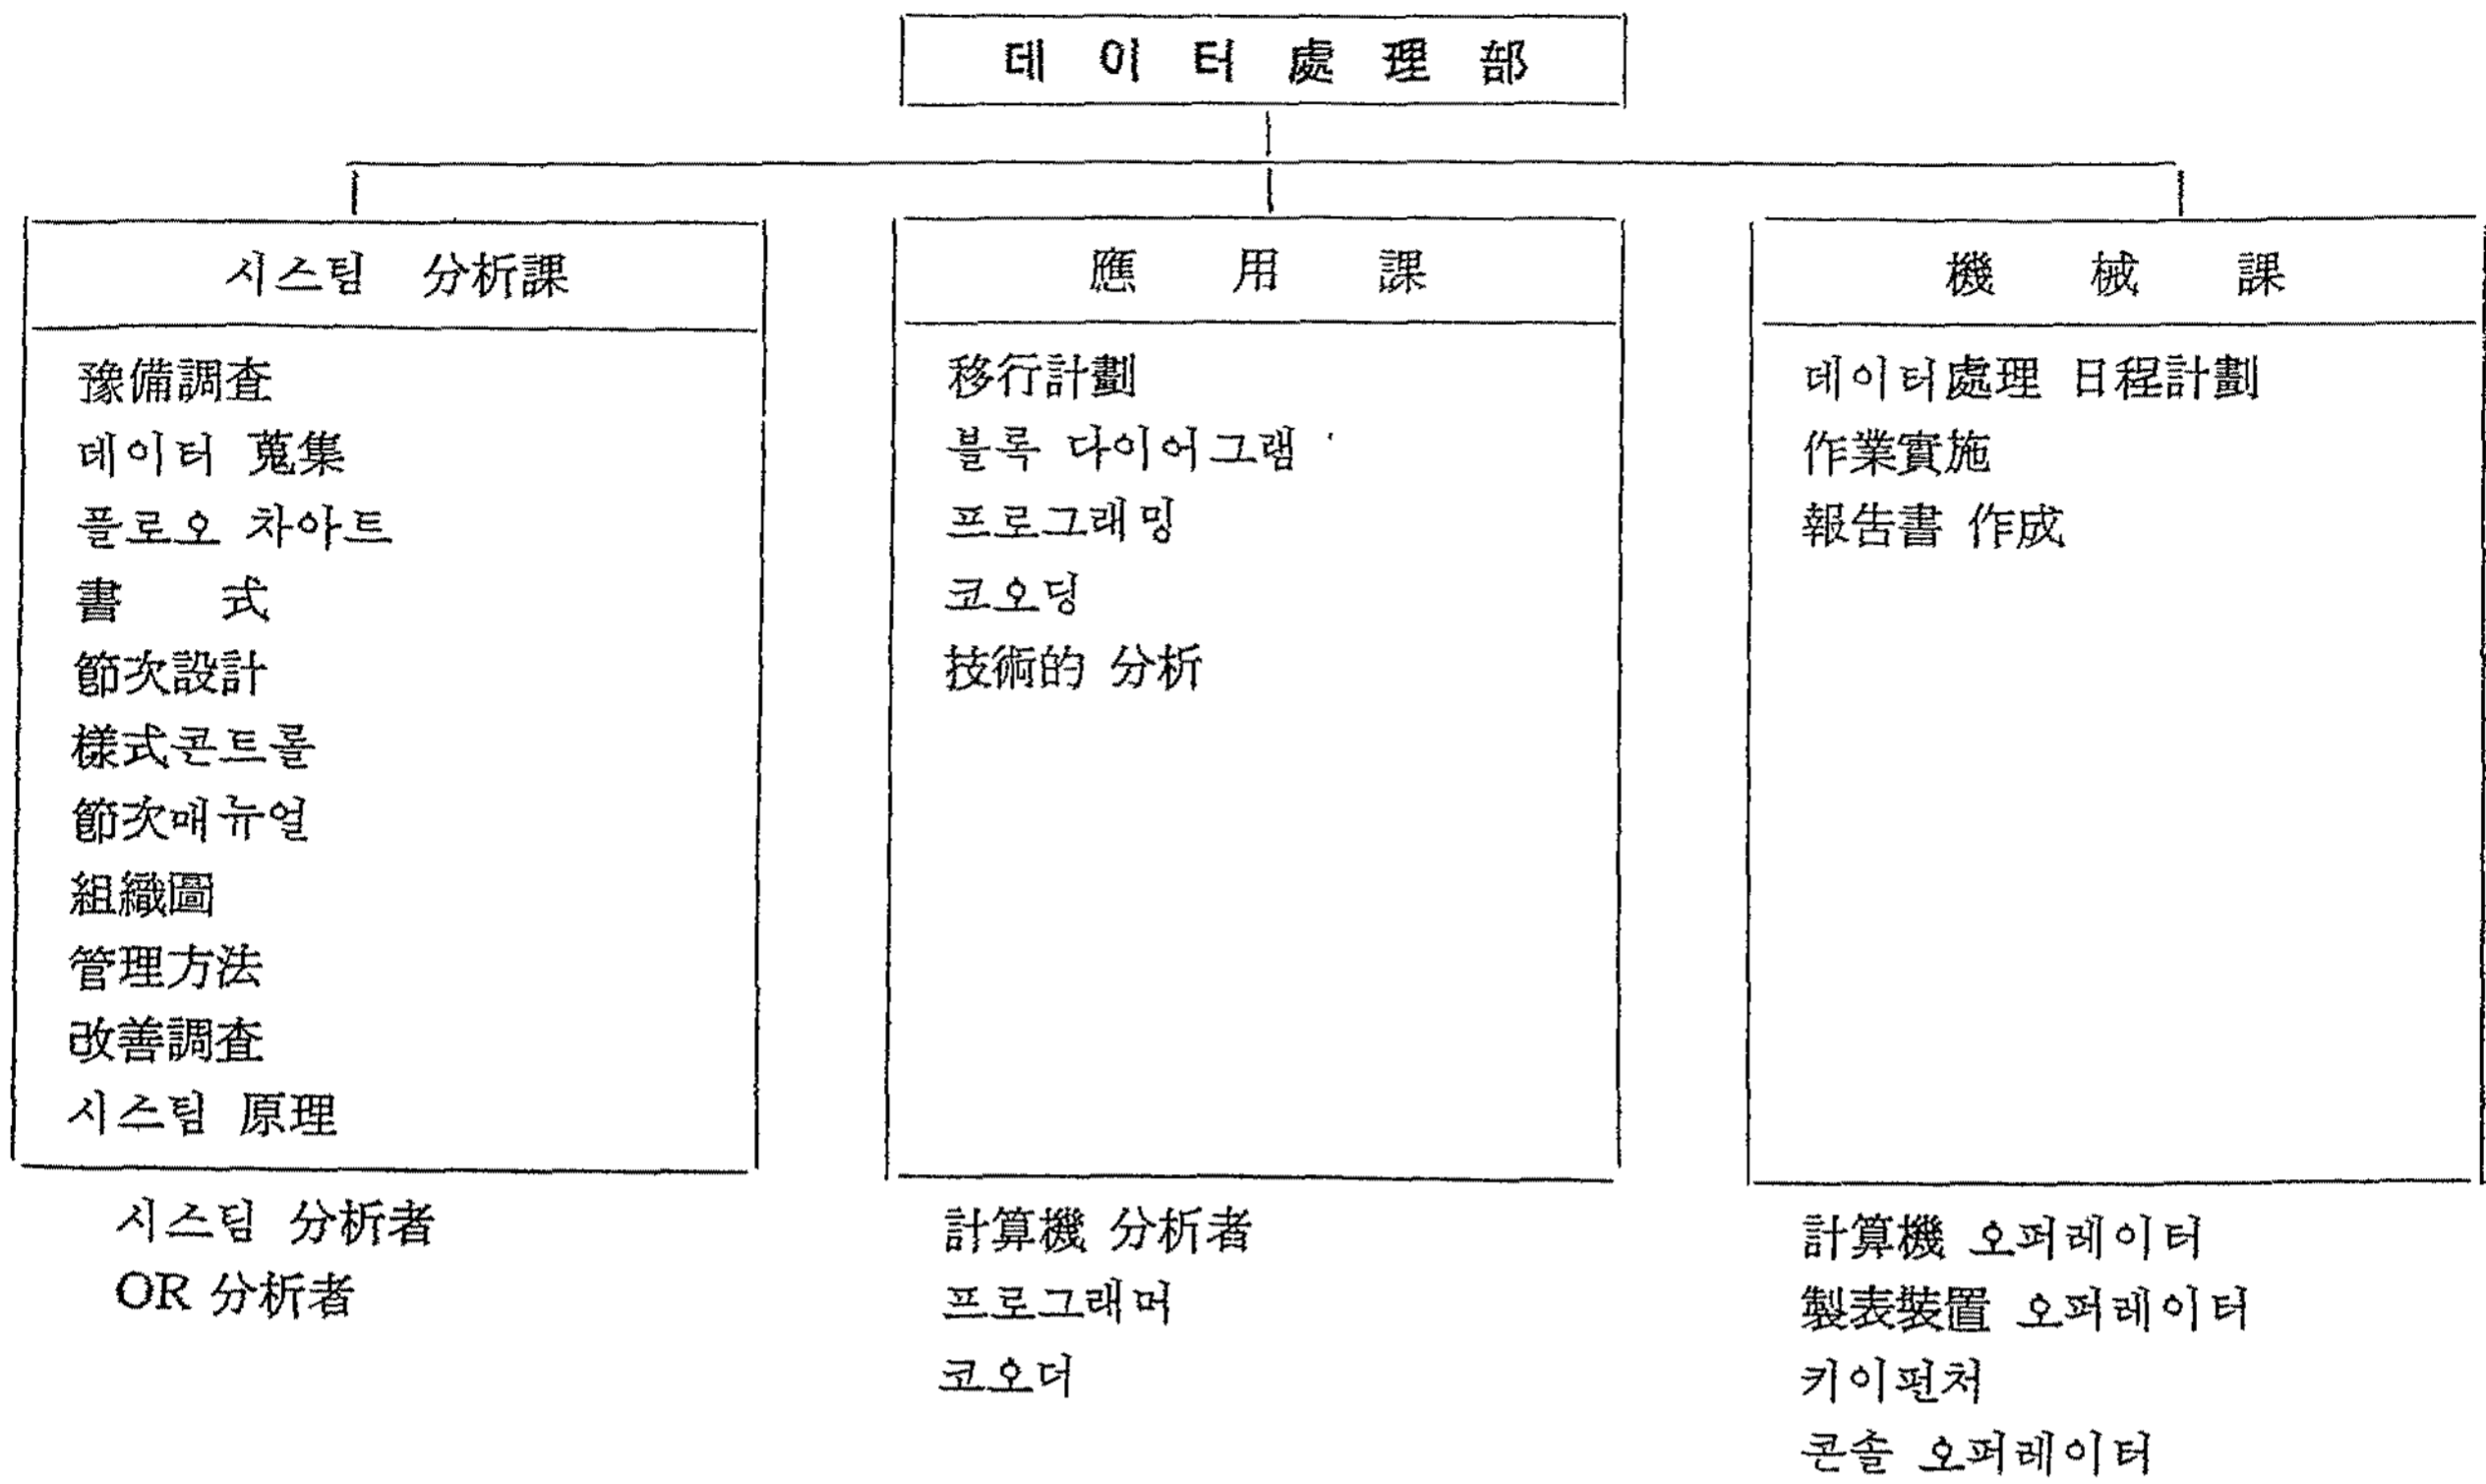 데 이 터 處 理 部
시스팀 分析課
豫備調査
데이터 蒐集
플로오 차아트
書 式
節次設計
樣式콘트롤
節次매뉴얼
組織圖
管理方法
改善調査
시스팀 原理
시스팀 分析者
OR 分析者
應 用 課
移行計劃
블록 다이어그램
프로그래밍
코오딩
技術的 分析
計算機 分析者
프로그래머
코오더
機 械 課
데이터處理 日程計劃
作業實施
報告書 作成
計算機 오퍼레이터
製表裝置 오퍼레이터
키이펀처
콘솔 오퍼레이터